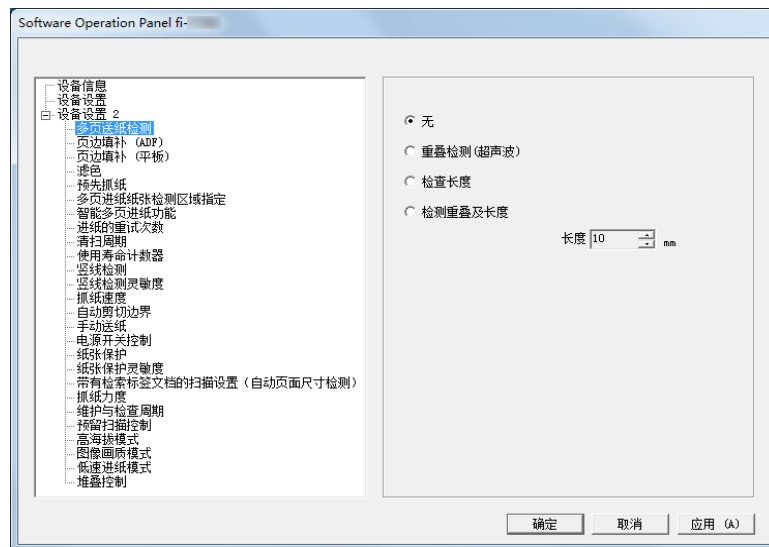 Software Operation Panel fi-
设备信息
设备设置
设备设置 2
多页送纸检测
页边填补 (ADF)
页边填补 (平板)
滤色
预先抓纸
多页进纸纸张检测区域指定
智能多页进纸功能
进纸的重试次数
清扫周期
使用寿命计数器
竖线检测
竖线检测灵敏度
抓纸速度
自动剪切边界
手动送纸
电源开关控制
纸张保护
纸张保护灵敏度
带有检索标签文档的扫描设置（自动页面尺寸检测）
抓纸力度
维护与检查周期
预留扫描控制
高海拔模式
图像画质模式
低速进纸模式
堆叠控制
无
重叠检测(超声波)
检查长度
检测重叠及长度
长度 10 mm
确定 取消 应用 (A)